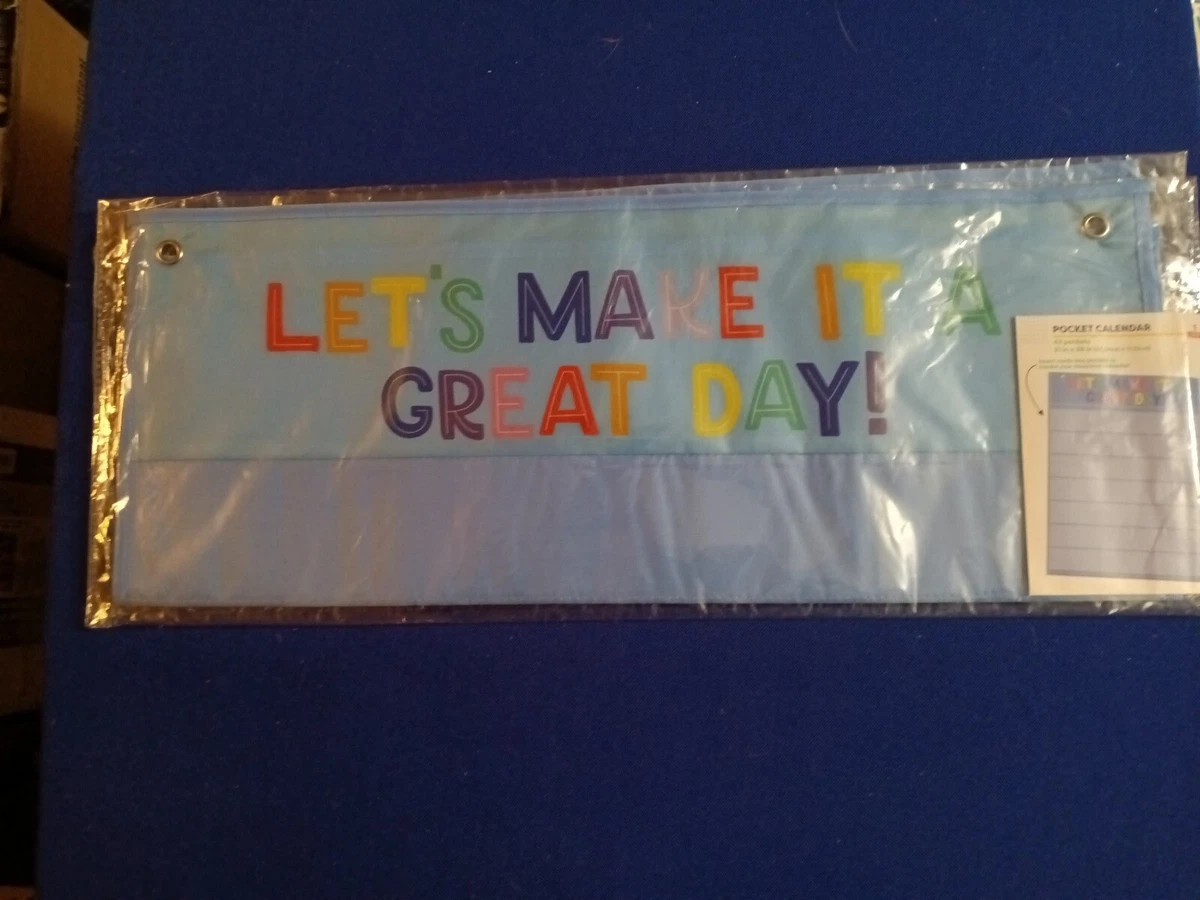 LET'S MAKE IT A
GREAT DAY!
POCKET CALENDAR